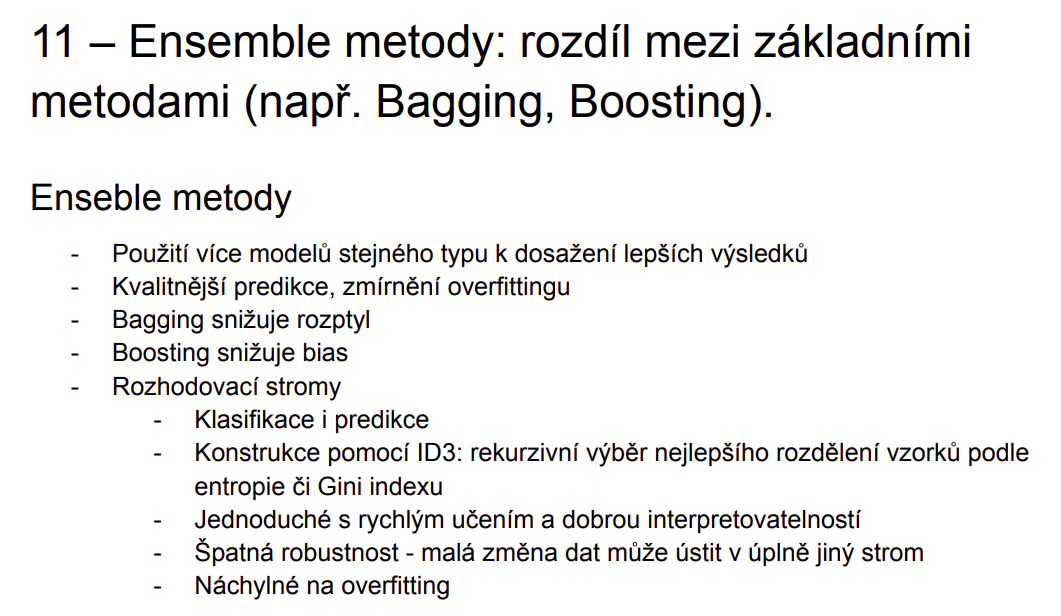 11 – Ensemble metody: rozdíl mezi základními
metodami (např. Bagging, Boosting).
Enseble metody
- Použití více modelů stejného typu k dosažení lepších výsledků
- Kvalitnější predikce, zmírnění overfittingu
- Bagging snižuje rozptyl
- Boosting snižuje bias
- Rozhodovací stromy
- Klasifikace i predikce
- Konstrukce pomocí ID3: rekurzivní výběr nejlepšího rozdělení vzorků podle
entropie či Gini indexu
- Jednoduché s rychlým učením a dobrou interpretovatelností
- Špatná robustnost - malá změna dat může ústit v úplně jiný strom
- Náchylné na overfitting